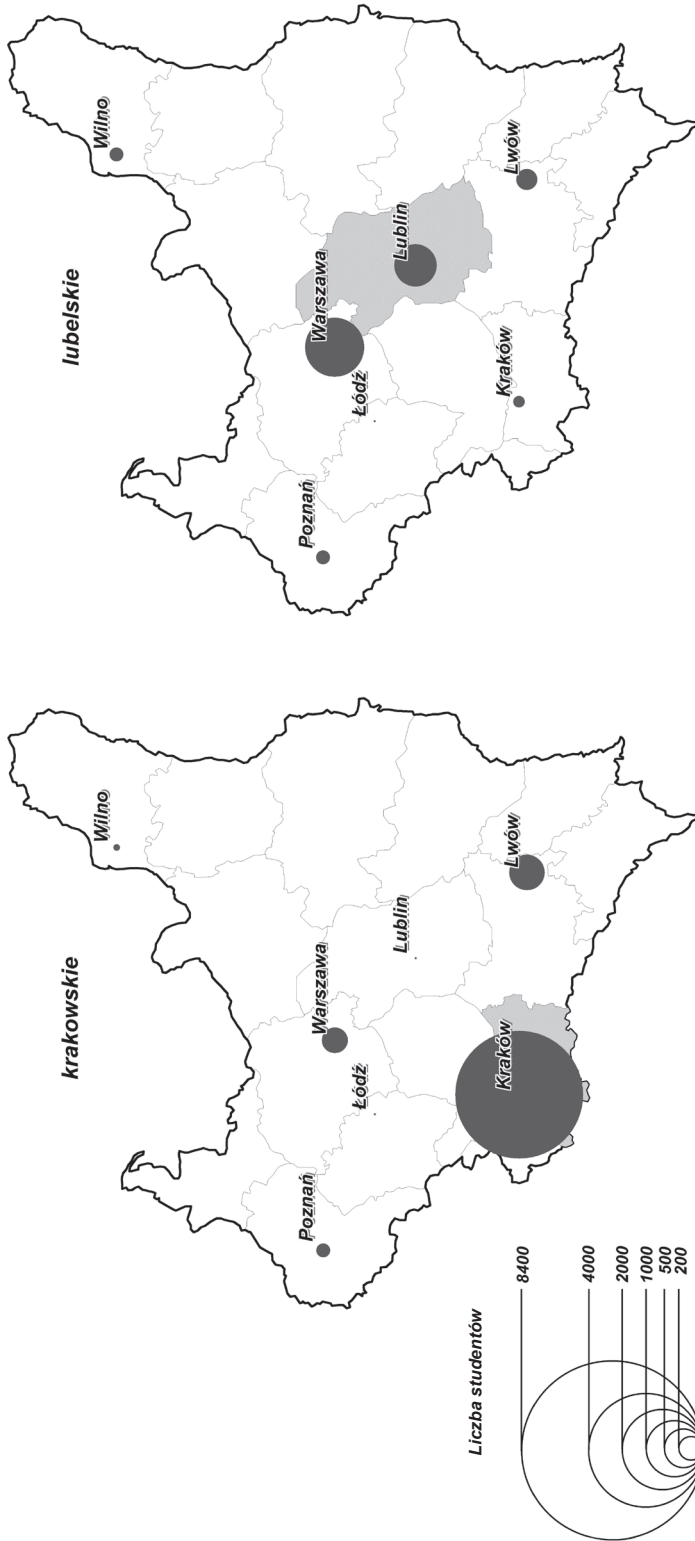 krakowskie
Wilno
Warszawa
Poznań
Łódź
Lublin
Kraków
Lwów
Liczba studentów
8400
4000
2000
1000
500
200
lubelskie
Wilno
Warszawa
Poznań
Łódź
Lublin
Kraków
Lwów